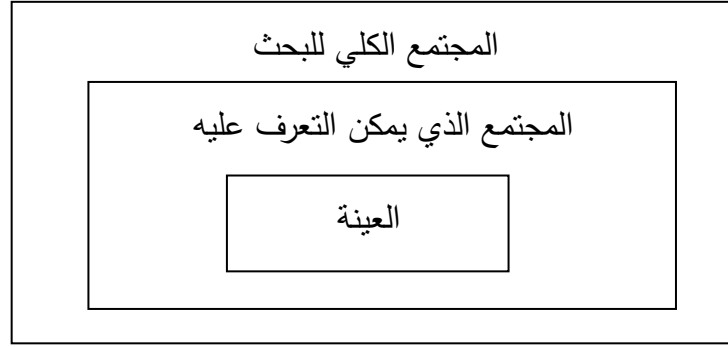 المجتمع الكلي للبحث
المجتمع الذي يمكن التعرف عليه
العينة